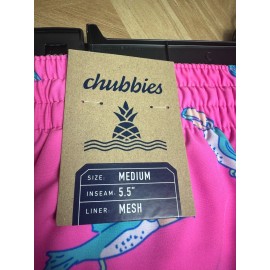 chubbies
SIZE: MEDIUM
INSEAM: 5.5"
LINER: MESH